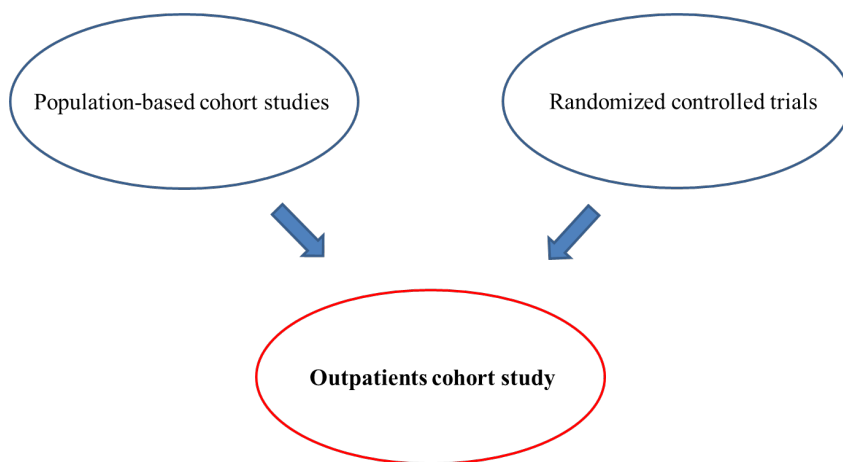 Population-based cohort studies
Randomized controlled trials
Outpatients cohort study